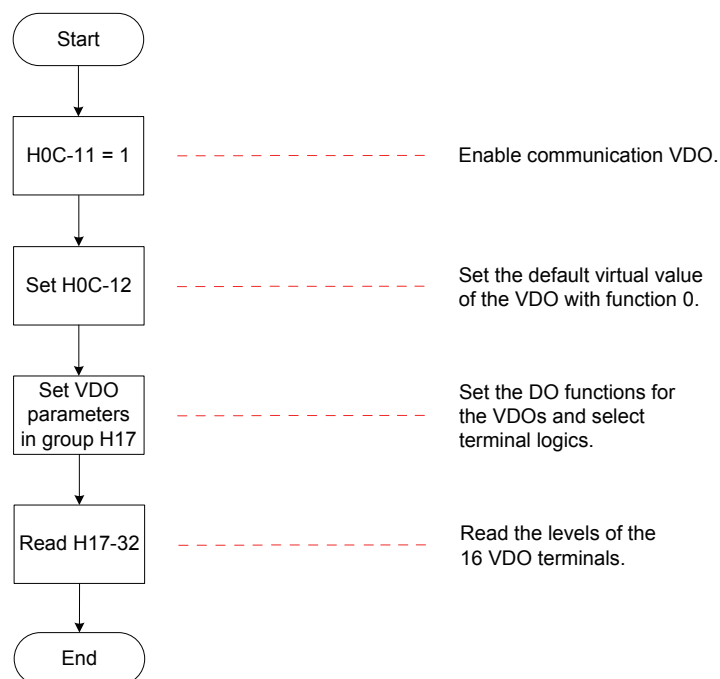 Start
H0C-11 = 1
Enable communication VDO.
Set H0C-12
Set the default virtual value
of the VDO with function 0.
Set VDO
parameters
in group H17
Set the DO functions for
the VDOs and select
terminal logics.
Read H17-32
Read the levels of the
16 VDO terminals.
End